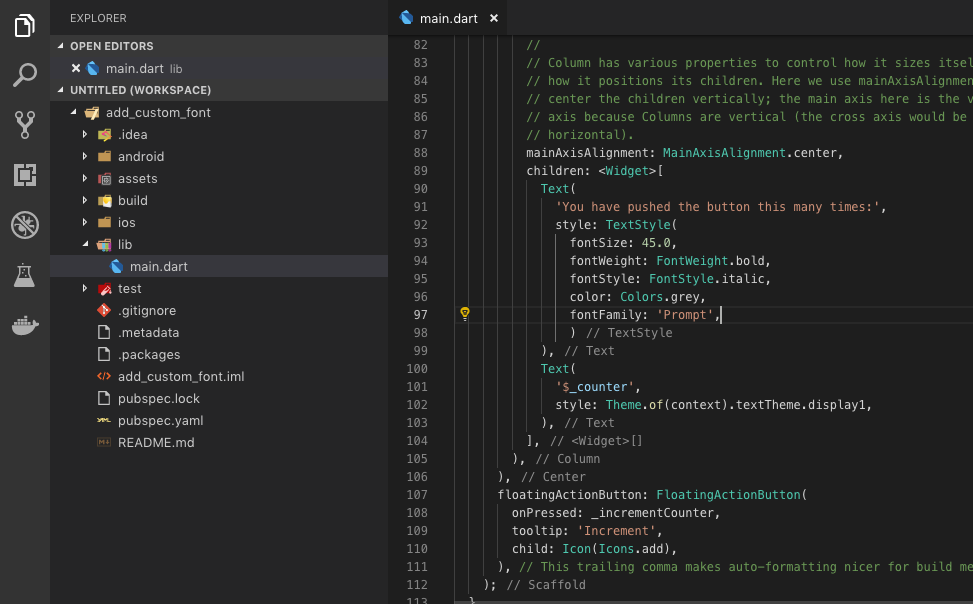 EXPLORER
OPEN EDITORS
main.dart lib
UNTITLED (WORKSPACE)
add_custom_font
.idea
android
assets
build
ios
lib
main.dart
test
.gitignore
.metadata
.packages
add_custom_font.iml
pubspec.lock
pubspec.yaml
README.md
main.dart
82 //
83 // Column has various properties to control how it sizes itsel
84 // how it positions its children. Here we use mainAxisAlignmen
85 // center the children vertically; the main axis here is the v
86 // axis because Columns are vertical (the cross axis would be
87 // horizontal).
88 mainAxisAlignment: MainAxisAlignment.center,
89 children: <Widget>[
90 Text(
91 'You have pushed the button this many times:',
92 style: TextStyle(
93 fontSize: 45.0,
94 fontWeight: FontWeight.bold,
95 fontStyle: FontStyle.italic,
96 color: Colors.grey,
97 fontFamily: 'Prompt',
98 ) // TextStyle
99 ), // Text
100 Text(
101 '$_counter',
102 style: Theme.of(context).textTheme.display1,
103 ), // Text
104 ], // <Widget>[]
105 ), // Column
106 ), // Center
107 floatingActionButton: FloatingActionButton(
108 onPressed: _incrementCounter,
109 tooltip: 'Increment',
110 child: Icon(Icons.add),
111 ), // This trailing comma makes auto-formatting nicer for build me
112 ); // Scaffold
113 }